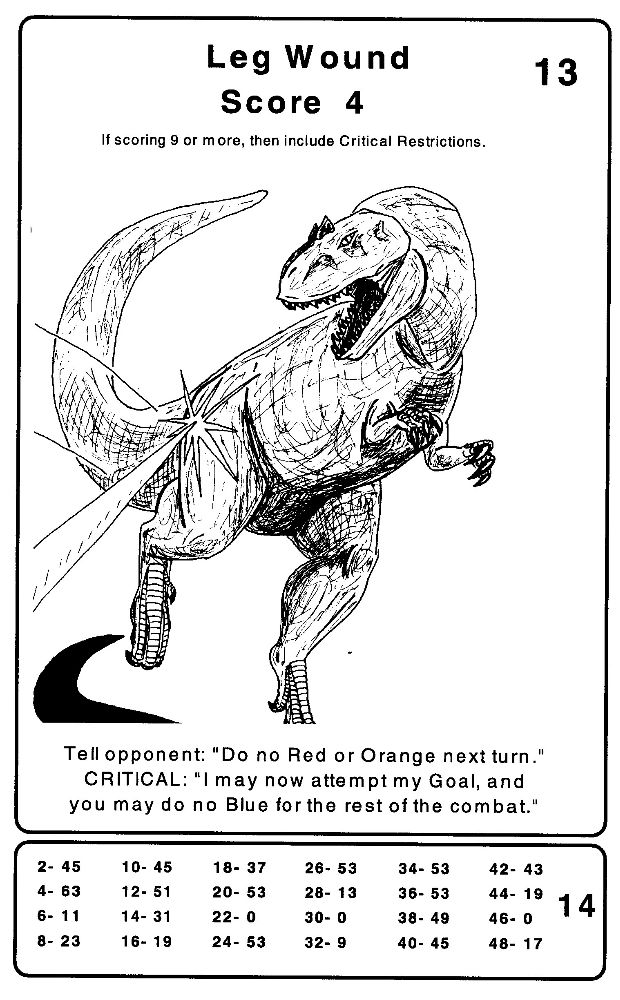 Leg Wound
13
Score 4
If scoring 9 or more, then include Critical Restrictions.
Tell opponent: "Do no Red or Orange next turn."
CRITICAL: "I may now attempt my Goal, and
you may do no Blue for the rest of the combat."
2- 45 10- 45 18- 37 26- 53 34- 53 42- 43
4- 63 12- 51 20- 53 28- 13 36- 53 44- 19
14
6- 11 14- 31 22- 0 30- 0 38- 49 46- 0
8- 23 16- 19 24- 53 32- 9 40- 45 48- 17